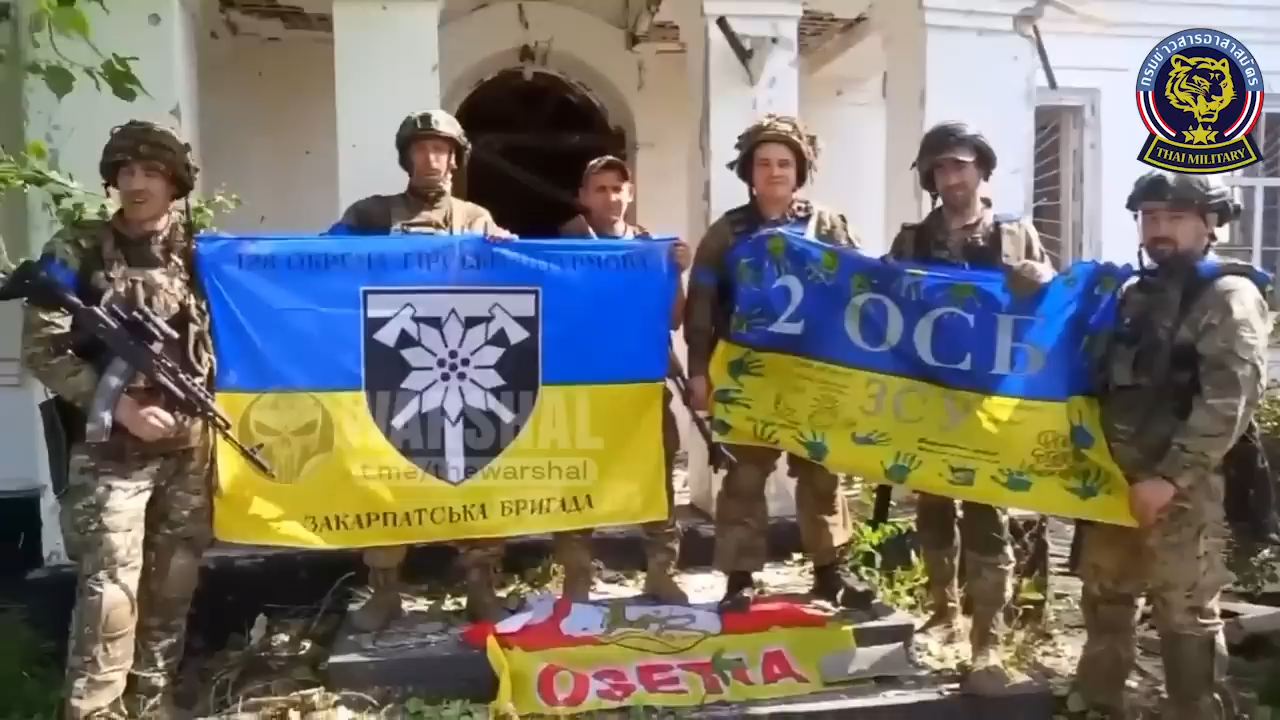 กรมข่าวสารอาสาสมัคร
THAI MILITARY
128 ОКРЕМА ГІРСЬКО-ШТУРМОВА
ЗАКАРПАТСЬКА БРИГАДА
WARSHAL
t.me/thewarshal
2 ОСБ
ЗСУ
ОЗЕТІА